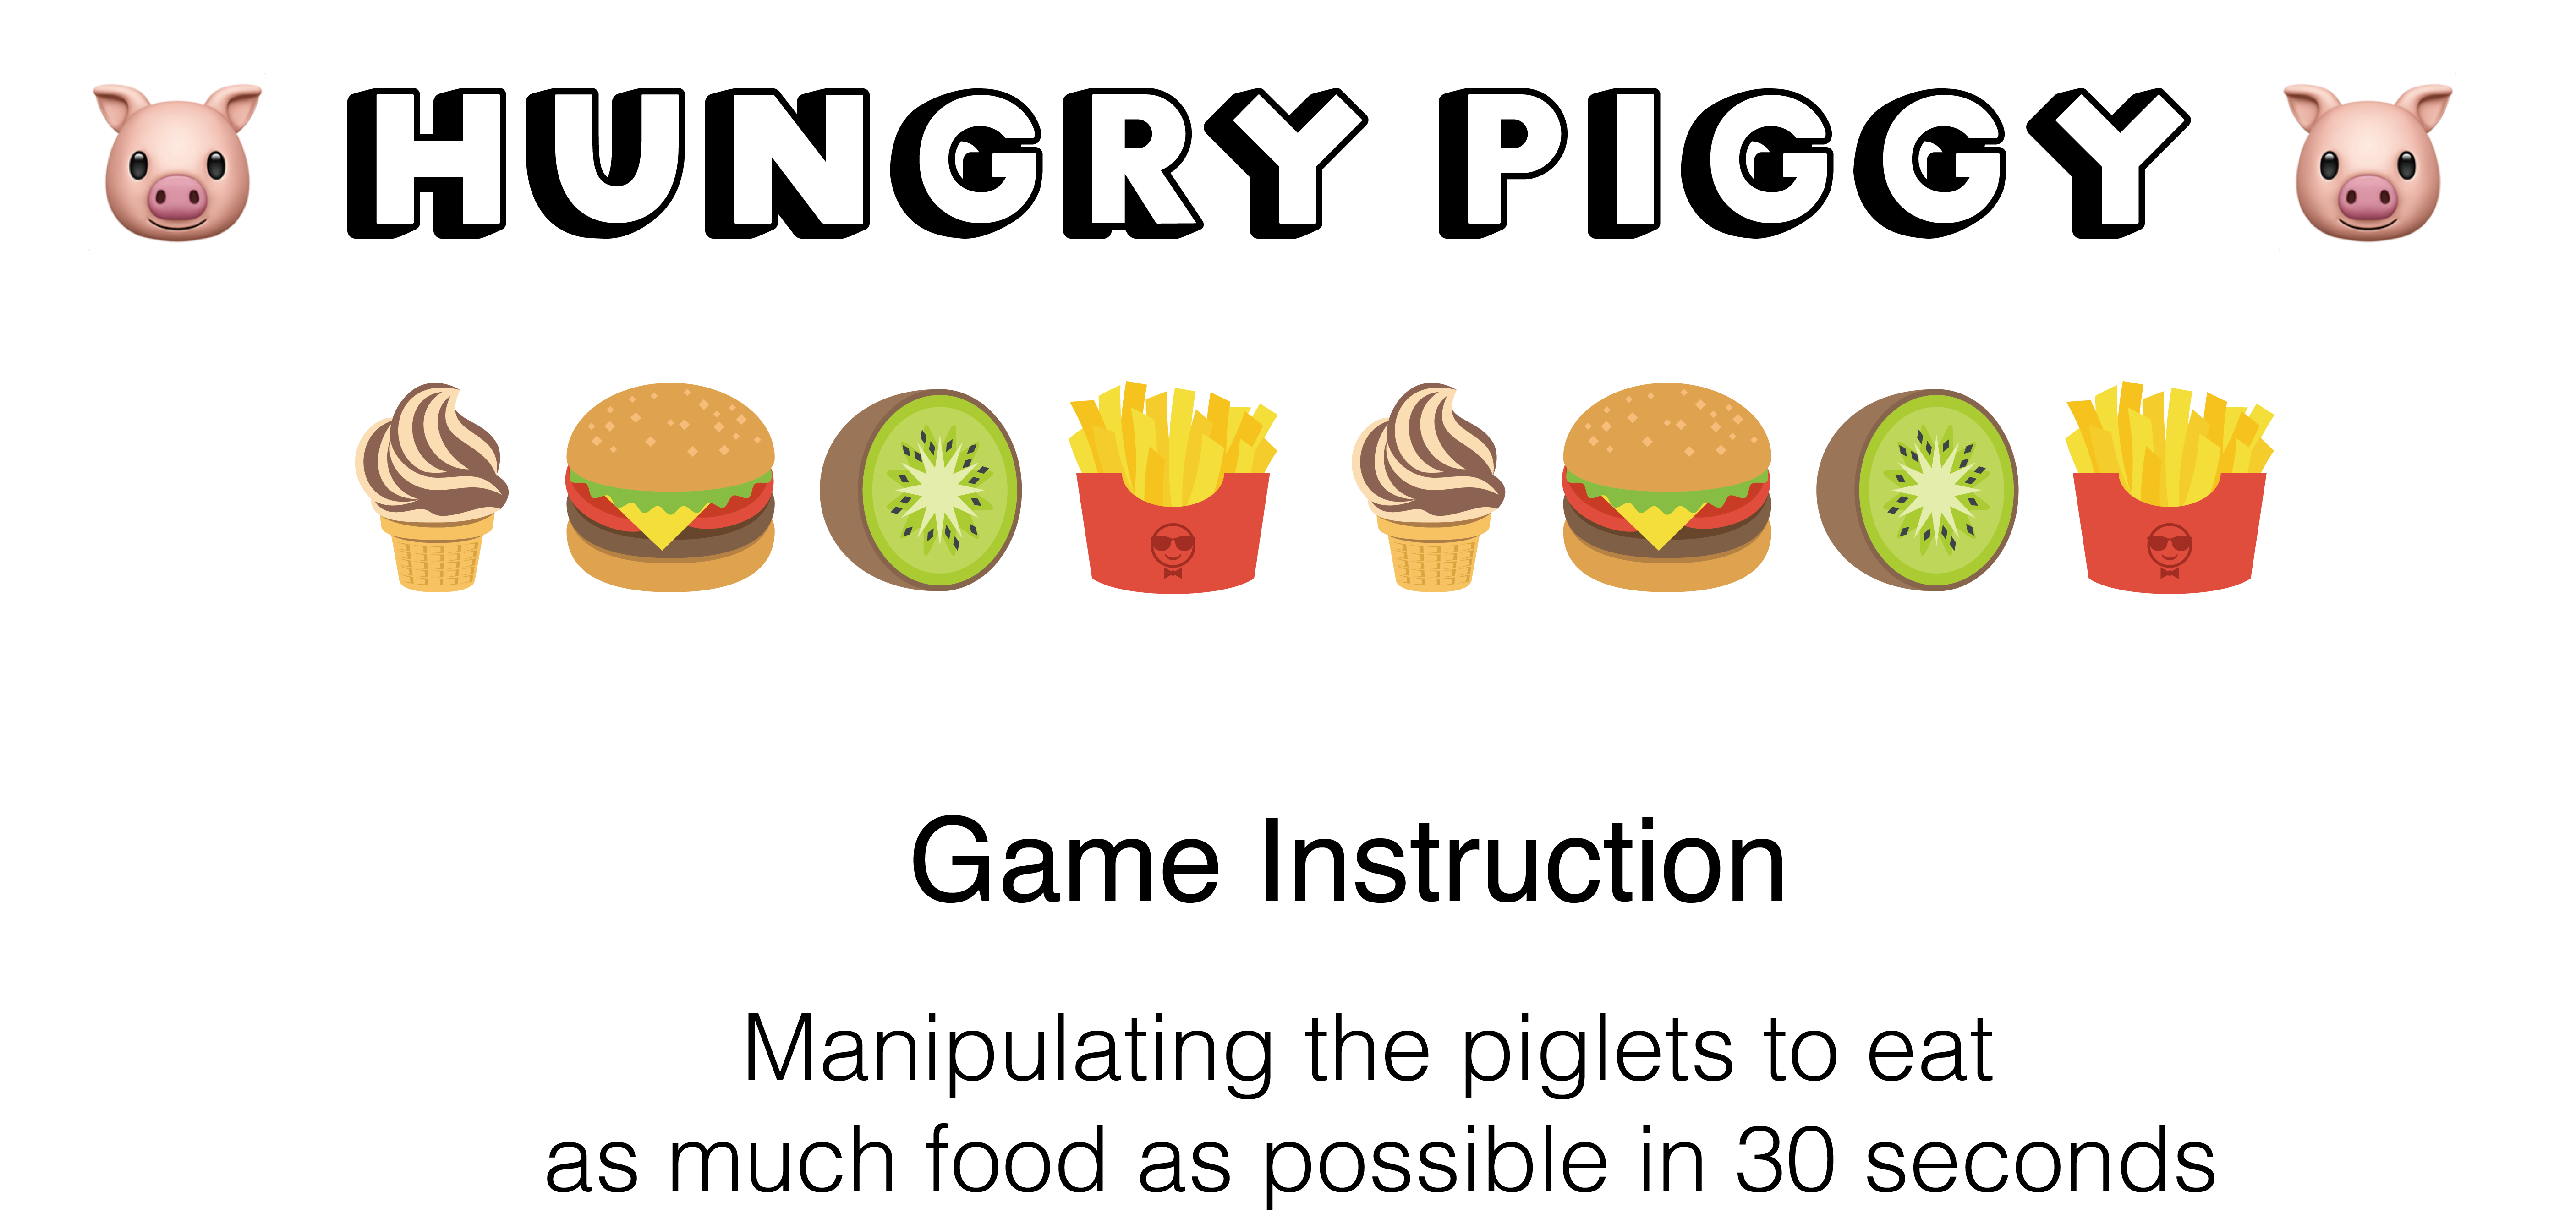 HUNGRY PIGGY
Game Instruction
Manipulating the piglets to eat
as much food as possible in 30 seconds